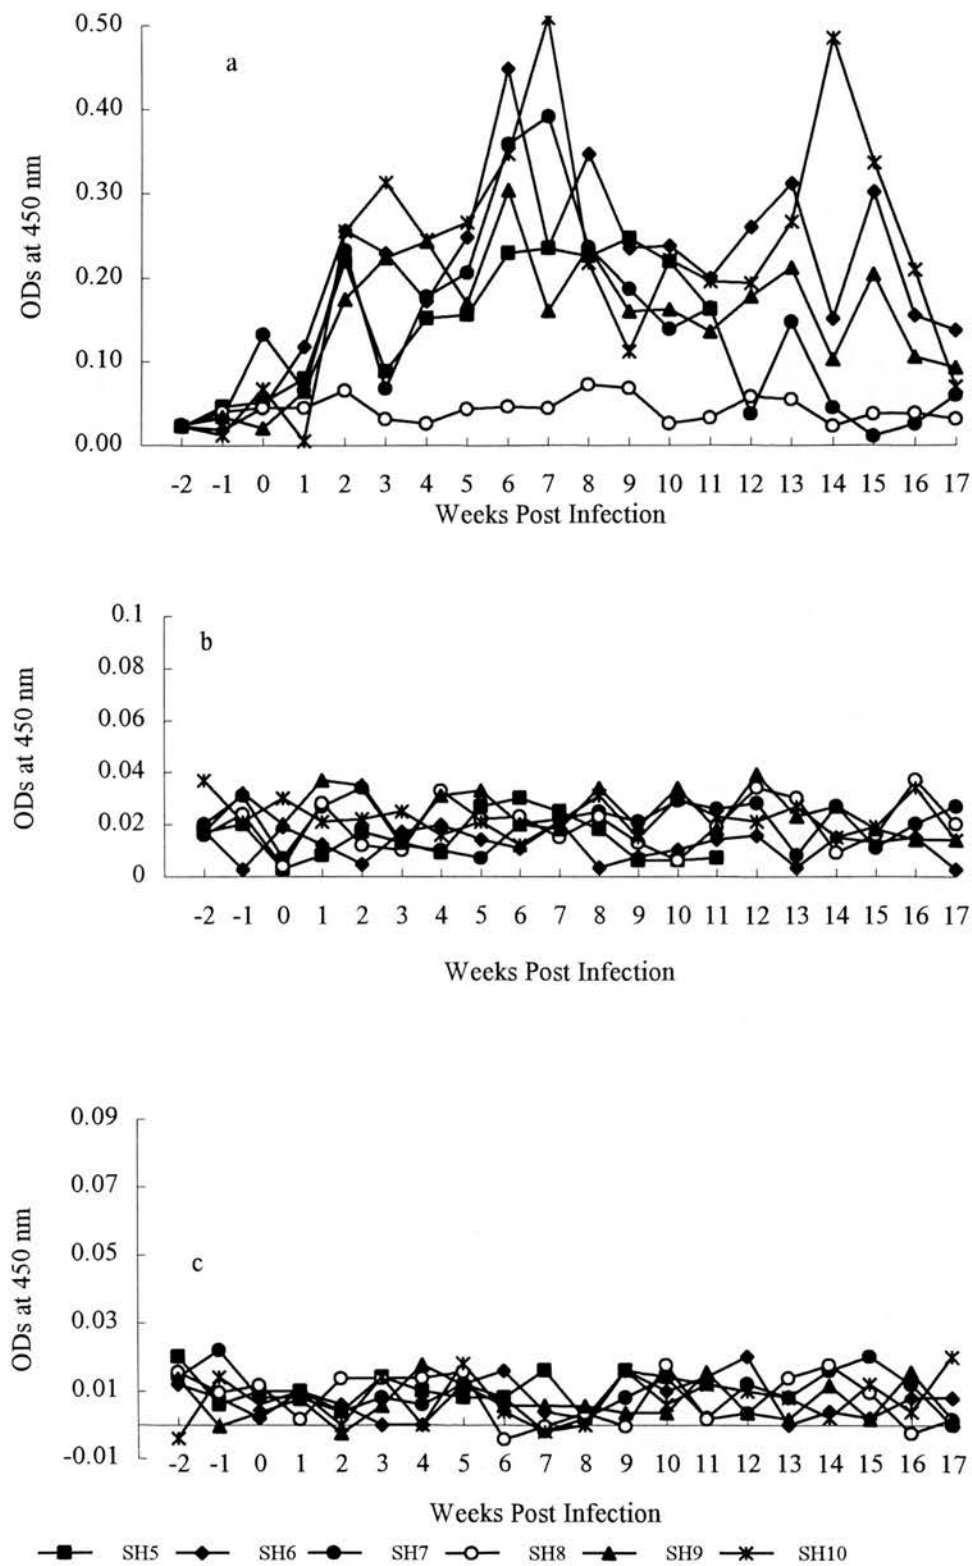 0.50
a
0.40
0.30
0.20
0.10
0.00
ODs at 450 nm
-2 -1 0 1 2 3 4 5 6 7 8 9 10 11 12 13 14 15 16 17
Weeks Post Infection
0.1
b
0.08
0.06
0.04
0.02
0
ODs at 450 nm
-2 -1 0 1 2 3 4 5 6 7 8 9 10 11 12 13 14 15 16 17
Weeks Post Infection
0.09
0.07
0.05
c
0.03
0.01
-0.01
ODs at 450 nm
-2 -1 0 1 2 3 4 5 6 7 8 9 10 11 12 13 14 15 16 17
Weeks Post Infection
SH5 SH6 SH7 SH8 SH9 SH10